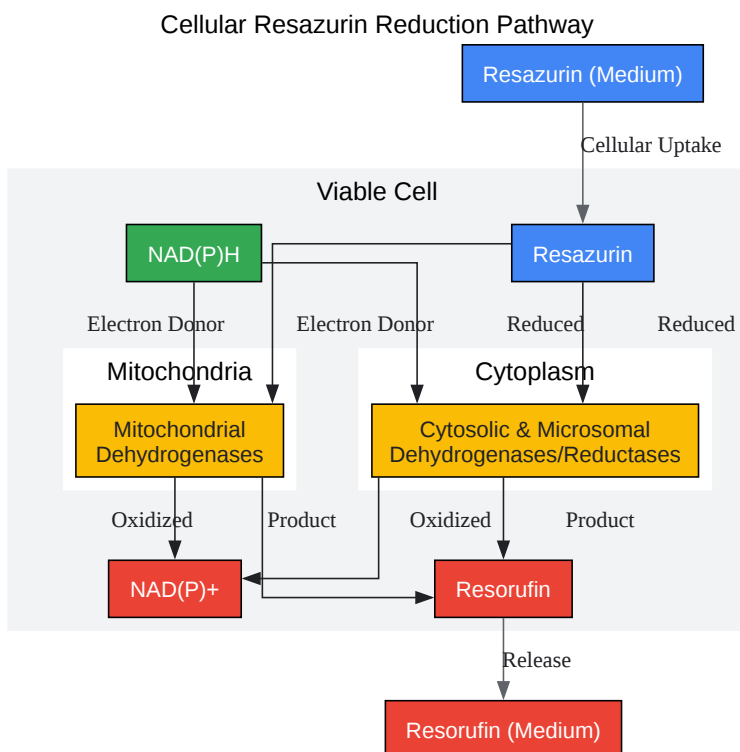 Cellular Resazurin Reduction Pathway
Resazurin (Medium)
Cellular Uptake
Viable Cell
NAD(P)H
Resazurin
Electron Donor
Electron Donor
Reduced
Reduced
Mitochondria
Cytoplasm
Mitochondrial
Dehydrogenases
Cytosolic & Microsomal
Dehydrogenases/Reductases
Oxidized
Product
Oxidized
Product
NAD(P)+
Resorufin
Release
Resorufin (Medium)